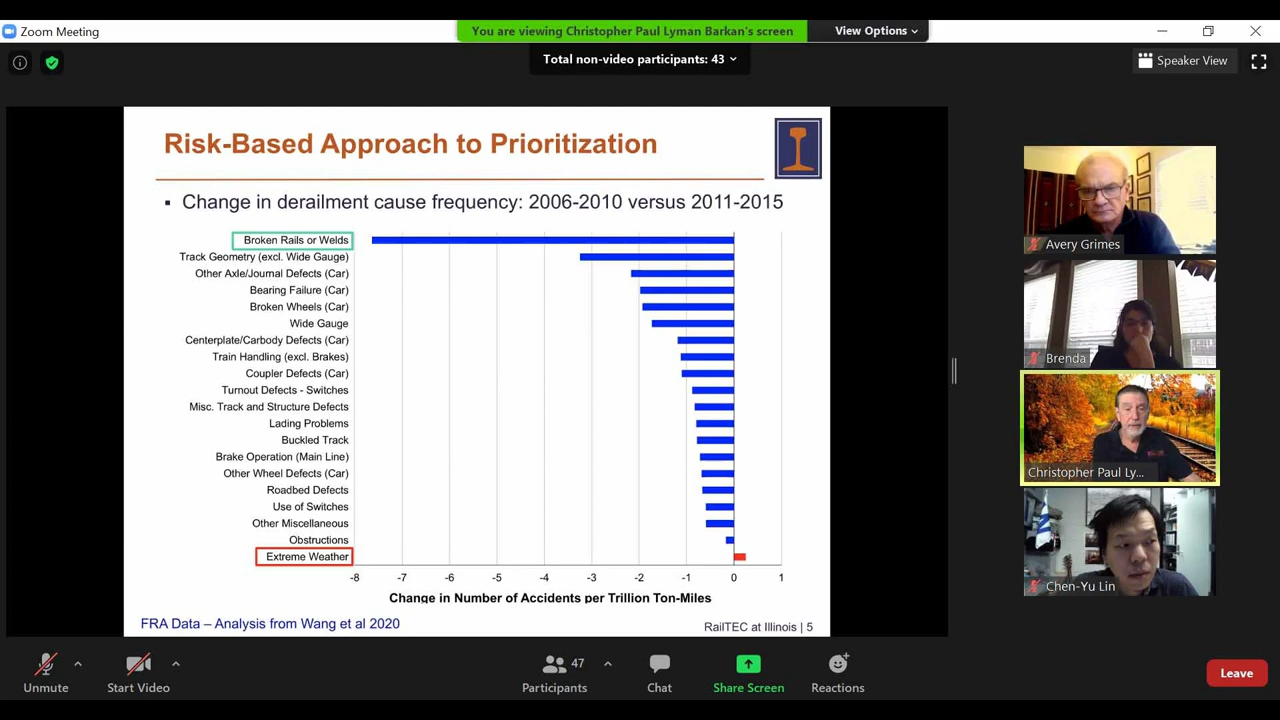 Zoom Meeting
You are viewing Christopher Paul Lyman Barkan's screen
View Options
Total non-video participants: 43
Speaker View
Risk-Based Approach to Prioritization
▪ Change in derailment cause frequency: 2006-2010 versus 2011-2015
Broken Rails or Welds
Track Geometry (excl. Wide Gauge)
Other Axle/Journal Defects (Car)
Bearing Failure (Car)
Broken Wheels (Car)
Wide Gauge
Centerplate/Carbody Defects (Car)
Train Handling (excl. Brakes)
Coupler Defects (Car)
Turnout Defects - Switches
Misc. Track and Structure Defects
Lading Problems
Buckled Track
Brake Operation (Main Line)
Other Wheel Defects (Car)
Roadbed Defects
Use of Switches
Other Miscellaneous
Obstructions
Extreme Weather
-8 -7 -6 -5 -4 -3 -2 -1 0 1
Change in Number of Accidents per Trillion Ton-Miles
FRA Data – Analysis from Wang et al 2020
RailTEC at Illinois | 5
Avery Grimes
Brenda
Christopher Paul Ly...
Chen-Yu Lin
Unmute
Start Video
47
Participants
Chat
Share Screen
Reactions
Leave